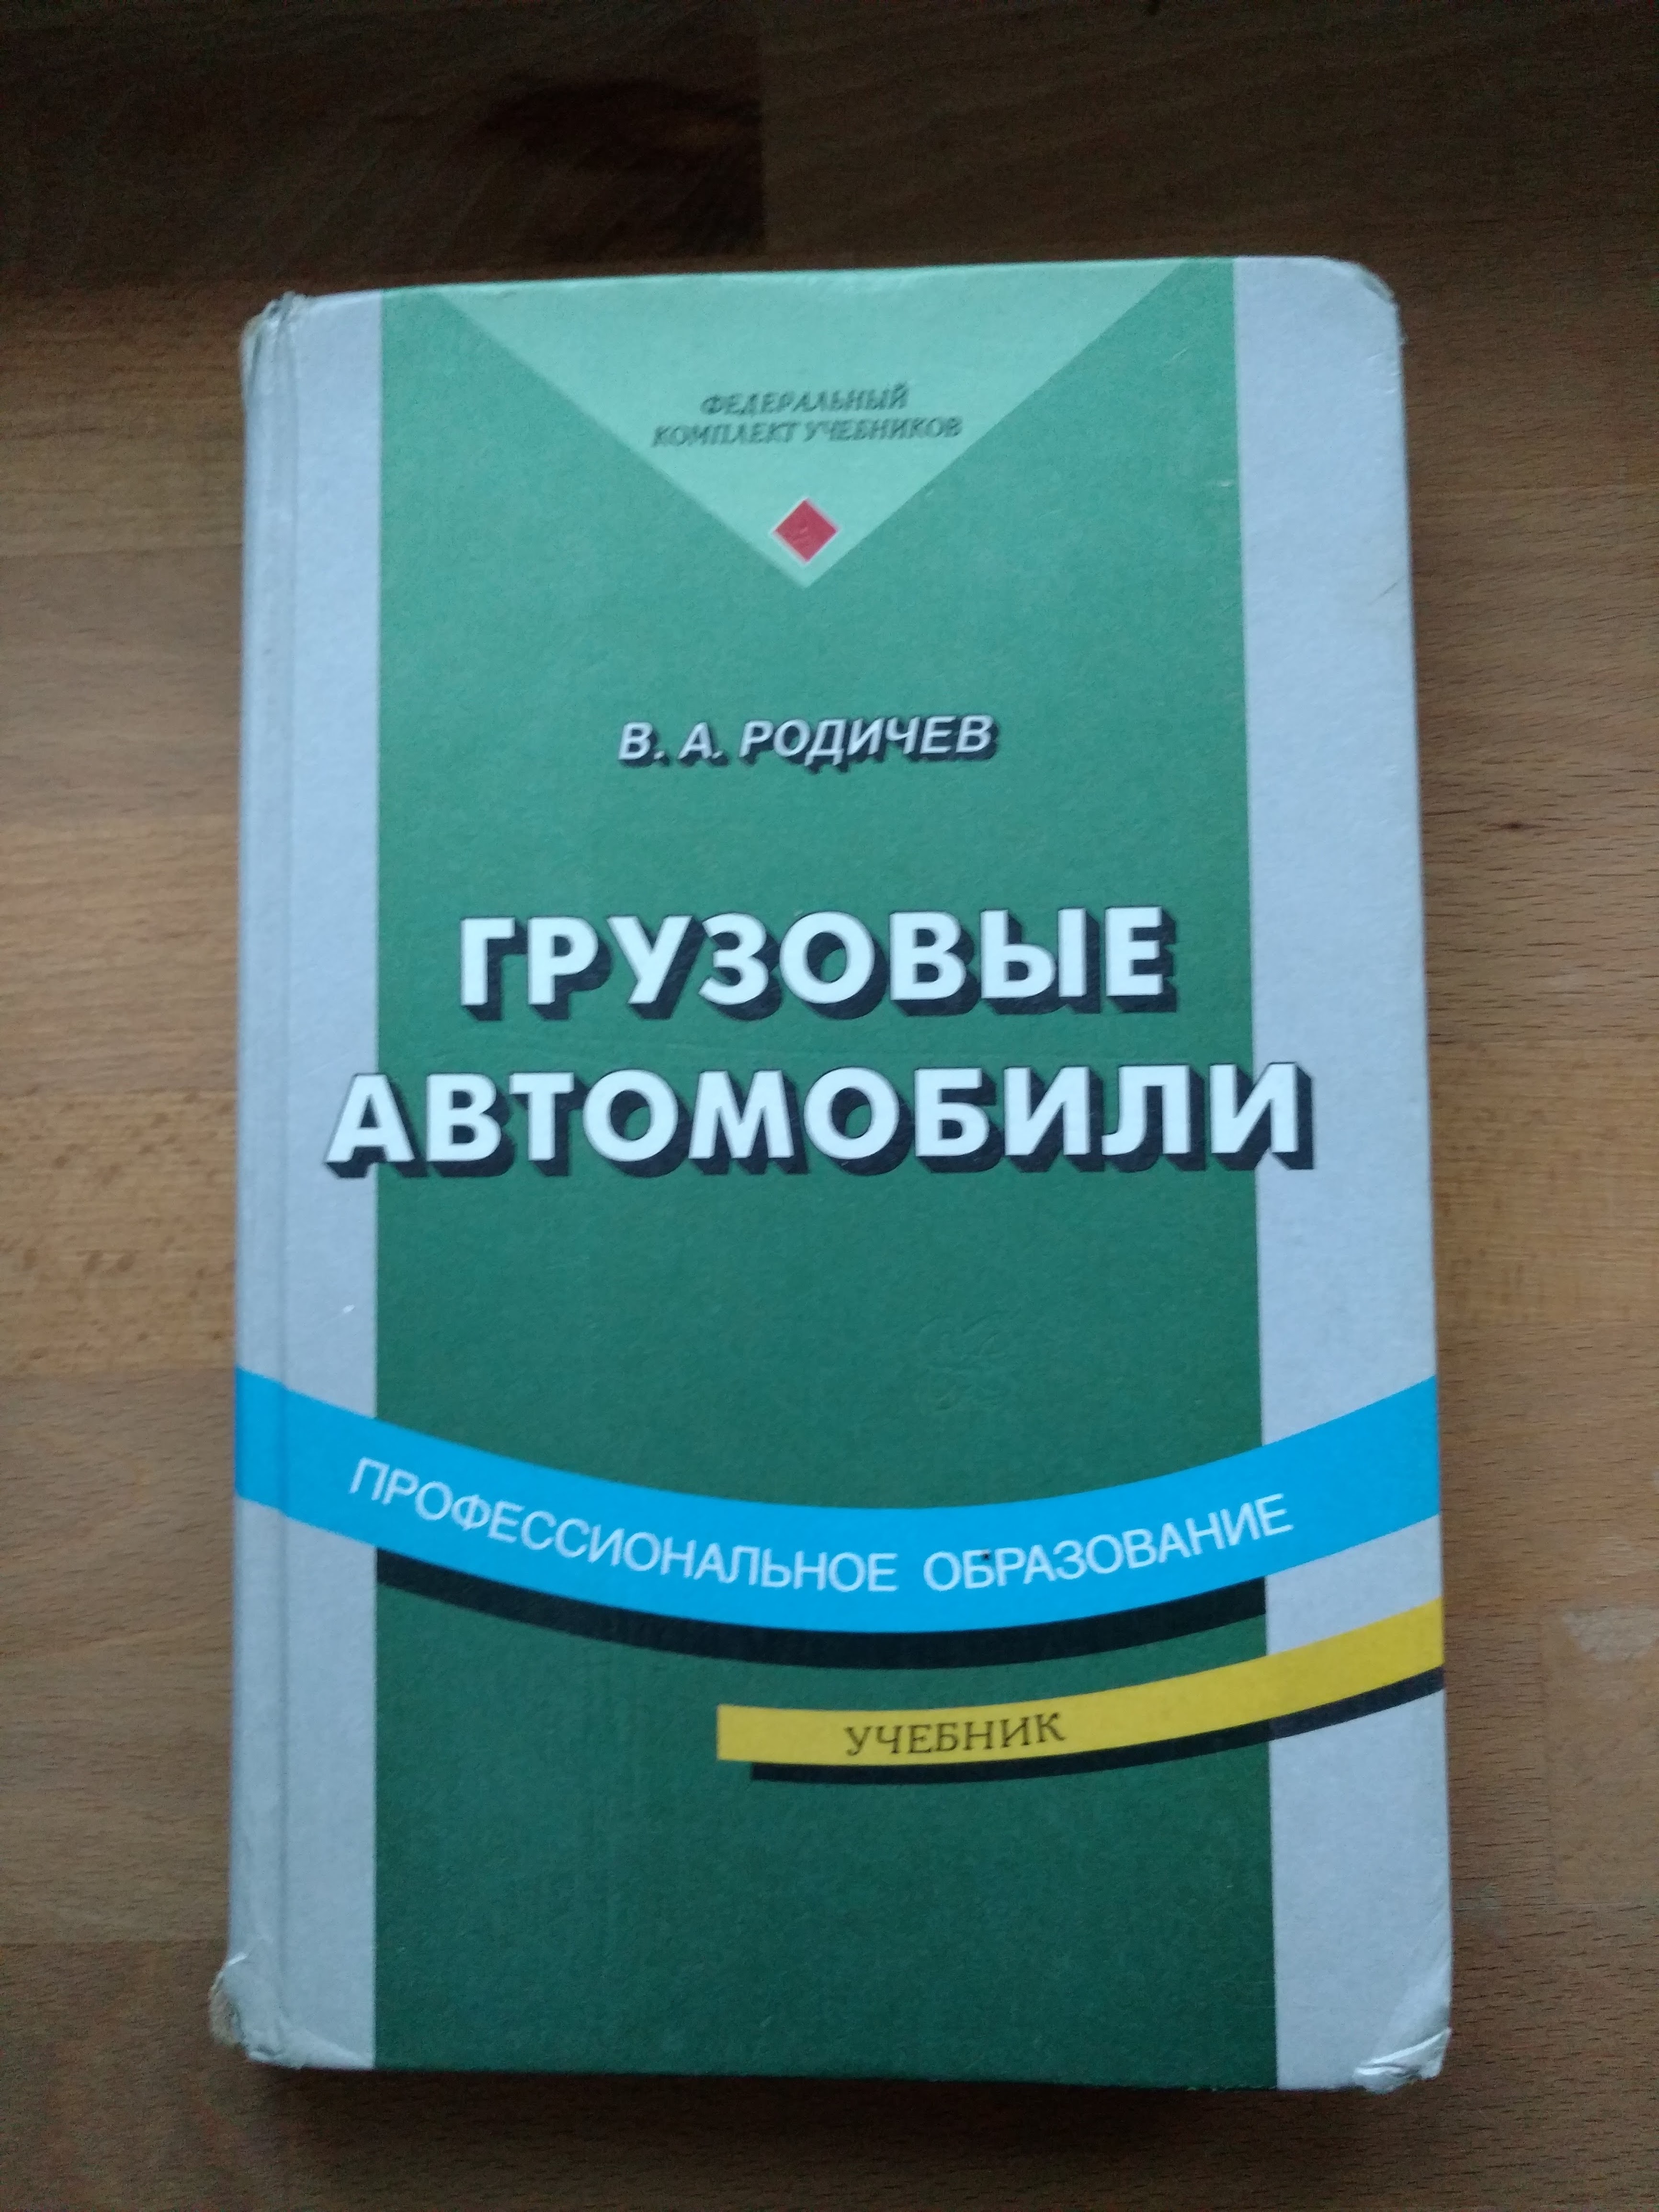 ФЕДЕРАЛЬНЫЙ
КОМПЛЕКТ УЧЕБНИКОВ
В. А. РОДИЧЕВ
ГРУЗОВЫЕ
АВТОМОБИЛИ
ПРОФЕССИОНАЛЬНОЕ ОБРАЗОВАНИЕ
УЧЕБНИК